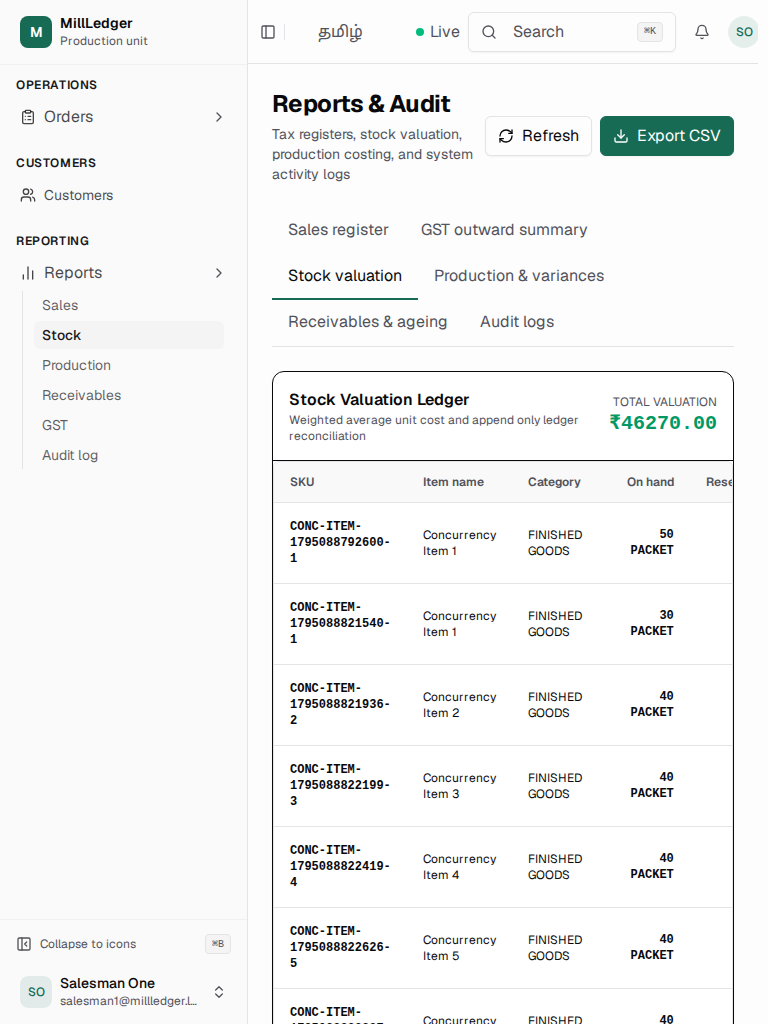 M
MillLedger
Production unit
தமிழ்
Live
Search
⌘K
SO
OPERATIONS
Orders
CUSTOMERS
Customers
REPORTING
Reports
Sales
Stock
Production
Receivables
GST
Audit log
Collapse to icons
⌘B
SO
Salesman One
salesman1@millledger.l...
Reports & Audit
Tax registers, stock valuation,
production costing, and system
activity logs
Refresh
Export CSV
Sales register GST outward summary
Stock valuation Production & variances
Receivables & ageing Audit logs
Stock Valuation Ledger
Weighted average unit cost and append only ledger
reconciliation
TOTAL VALUATION
₹46270.00
SKU Item name Category On hand Rese
CONC-ITEM-
1795088792600-
1
Concurrency
Item 1
FINISHED
GOODS
50
PACKET
CONC-ITEM-
1795088821540-
1
Concurrency
Item 1
FINISHED
GOODS
30
PACKET
CONC-ITEM-
1795088821936-
2
Concurrency
Item 2
FINISHED
GOODS
40
PACKET
CONC-ITEM-
1795088822199-
3
Concurrency
Item 3
FINISHED
GOODS
40
PACKET
CONC-ITEM-
1795088822419-
4
Concurrency
Item 4
FINISHED
GOODS
40
PACKET
CONC-ITEM-
1795088822626-
5
Concurrency
Item 5
FINISHED
GOODS
40
PACKET
CONC-ITEM-
Concurrency
FINISHED
40